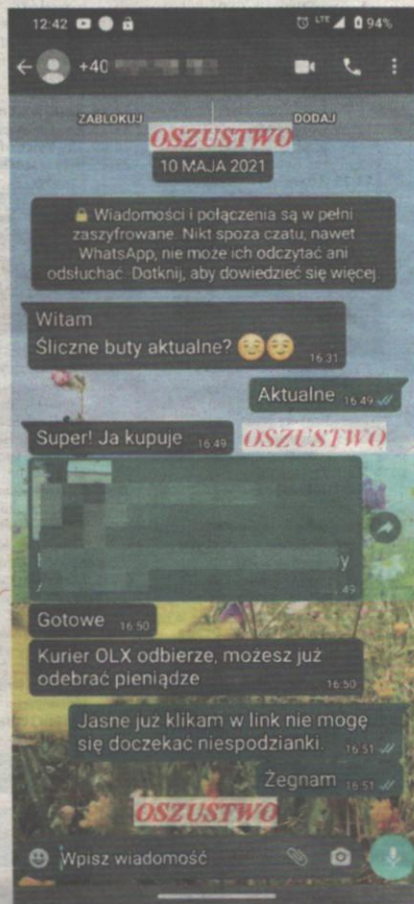 12:42 LTE 94%
+40
ZABLOKUJ DODAJ
OSZUSTWO
10 MAJA 2021
Wiadomości i połączenia są w pełni
zaszyfrowane. Nikt spoza czatu, nawet
WhatsApp, nie może ich odczytać ani
odsłuchać. Dotknij, aby dowiedzieć się więcej.
Witam
Śliczne buty aktualne? 😉😉 16:31
Aktualne 16:49
Super! Ja kupuje 16:49 OSZUSTWO
y
49
Gotowe 16:50
Kurier OLX odbierze, możesz już
odebrać pieniądze 16:50
Jasne już klikam w link nie mogę
się doczekać niespodzianki. 16:51
Żegnam 16:51
OSZUSTWO
Wpisz wiadomość